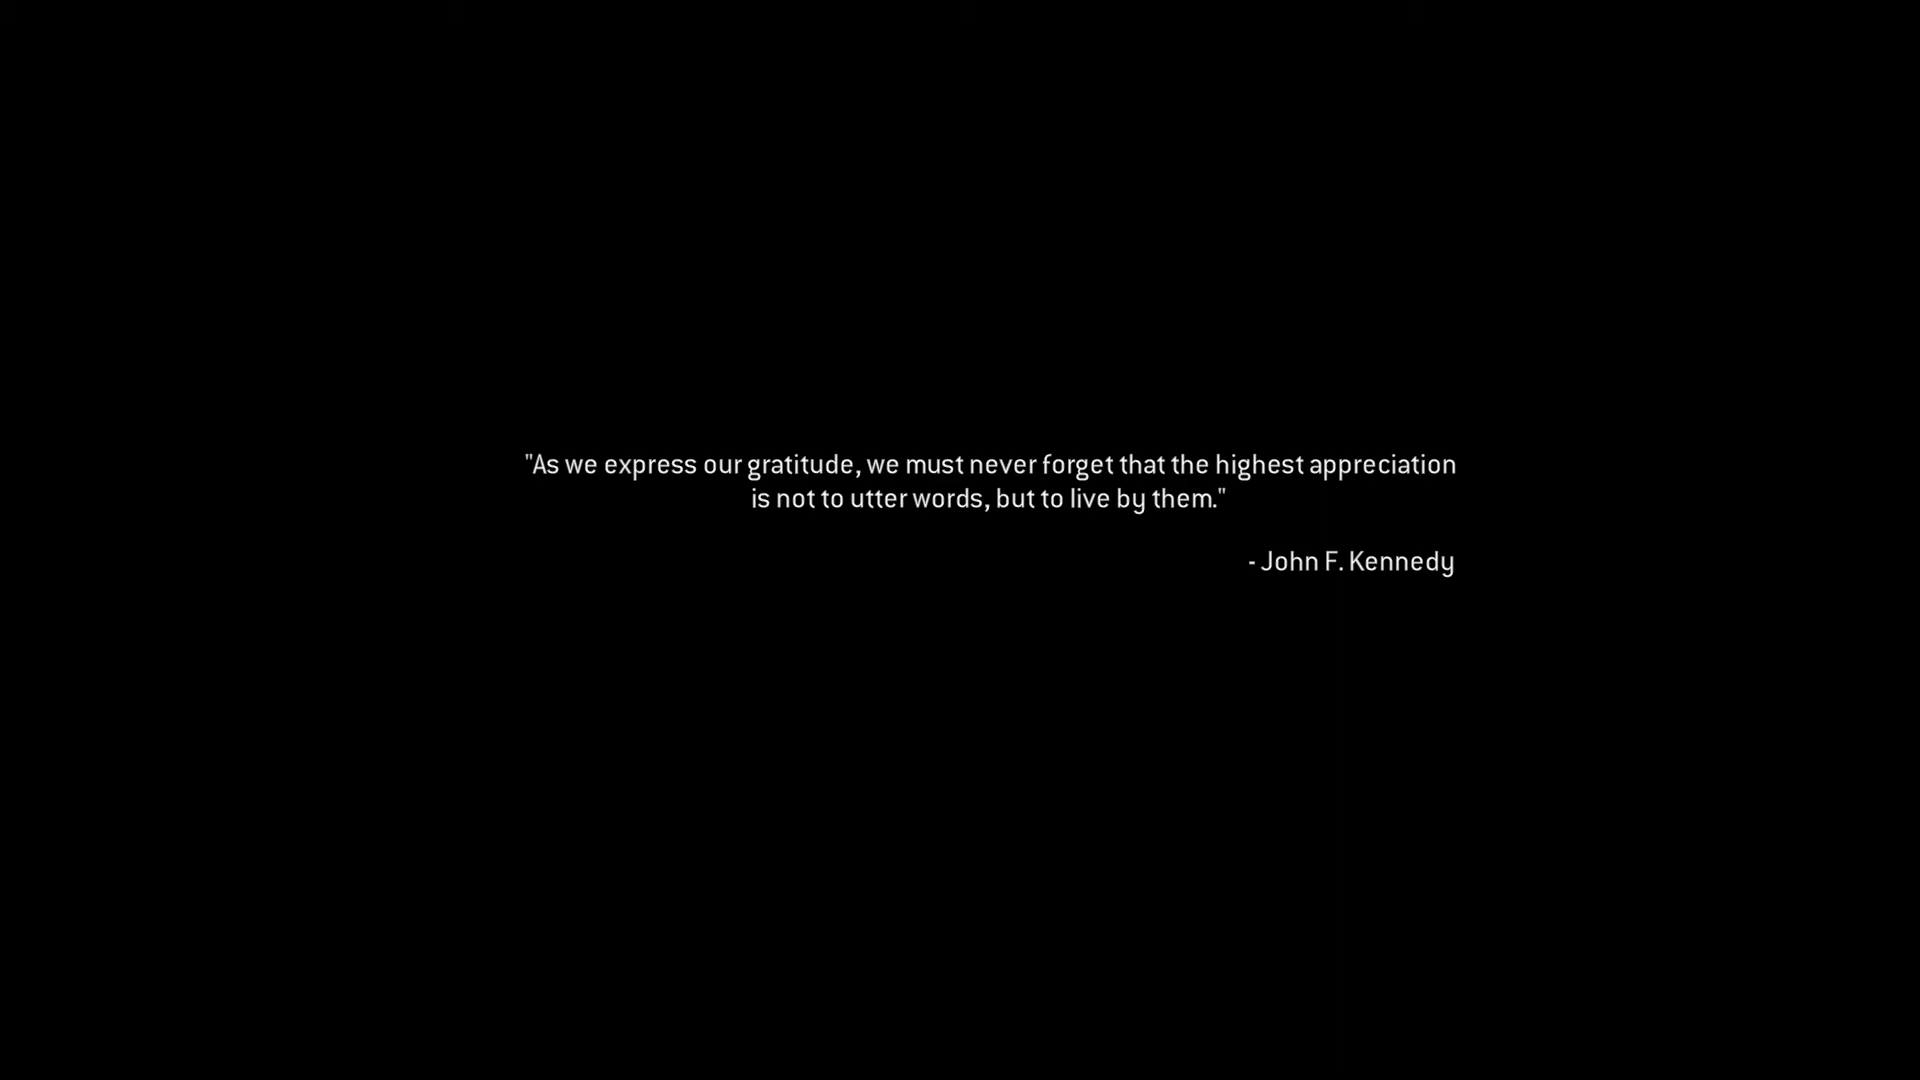 "As we express our gratitude, we must never forget that the highest appreciation
is not to utter words, but to live by them."
- John F. Kennedy